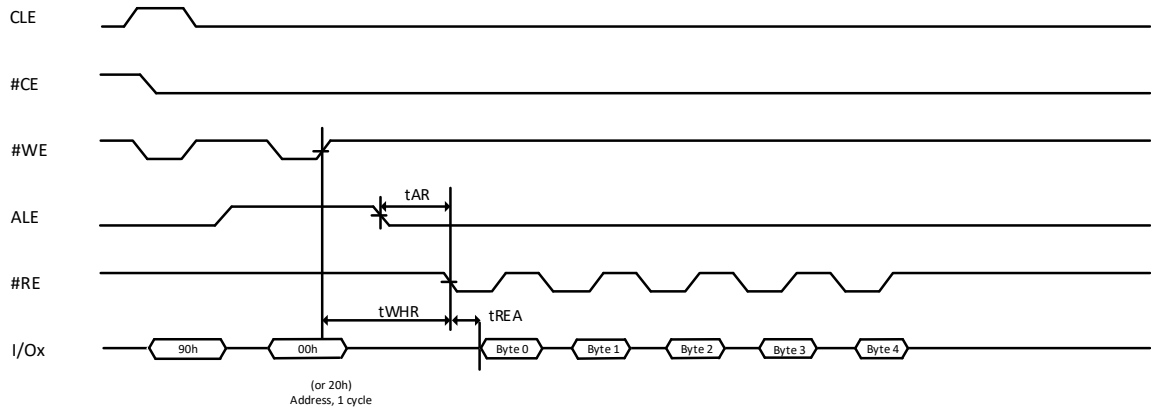 CLE
#CE
#WE
tAR
ALE
#RE
tWHR
tREA
I/Ox
90h
00h
Byte 0
Byte 1
Byte 2
Byte 3
Byte 4
(or 20h)
Address, 1 cycle